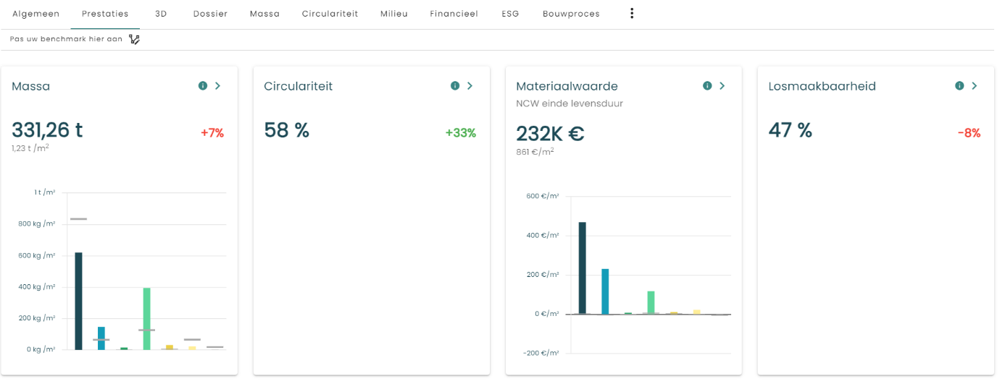 Algemeen Prestaties 3D Dossier Massa Circulariteit Milieu Financieel ESG Bouwproces
Pas uw benchmark hier aan
Massa
331,26 t +7%
1,23 t /m²
1 t /m²
800 kg /m²
600 kg /m²
400 kg /m²
200 kg /m²
0 kg /m²
Circulariteit
58 % +33%
Materiaalwaarde
NCW einde levensduur
232K €
861 €/m²
600 €/m²
400 €/m²
200 €/m²
0 €/m²
-200 €/m²
Losmaakbaarheid
47 % -8%